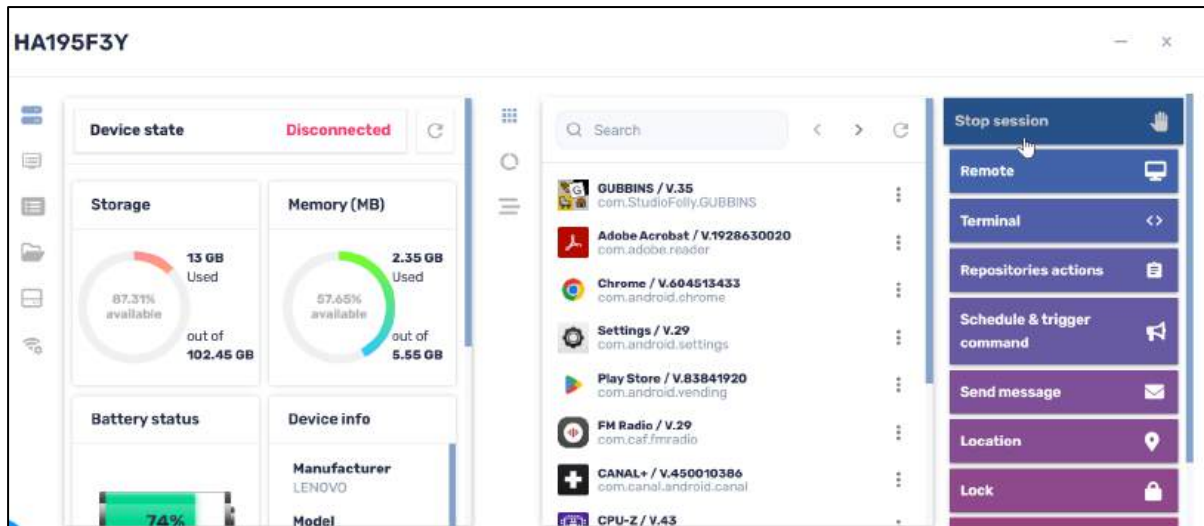 HA195F3Y
Device state
Disconnected
Storage
87.31%
available
13 GB
Used
out of
102.45 GB
Memory (MB)
57.65%
available
2.35 GB
Used
out of
5.55 GB
Battery status
74%
Device info
Manufacturer
LENOVO
Model
Search
GUBBINS / V.35
com.StudioFolly.GUBBINS
Adobe Acrobat / V.1928630020
com.adobe.reader
Chrome / V.604513433
com.android.chrome
Settings / V.29
com.android.settings
Play Store / V.83841920
com.android.vending
FM Radio / V.29
com.caf.fmradio
CANAL+ / V.450010386
com.canal.android.canal
CPU-Z / V.43
Stop session
Remote
Terminal
Repositories actions
Schedule & trigger
command
Send message
Location
Lock